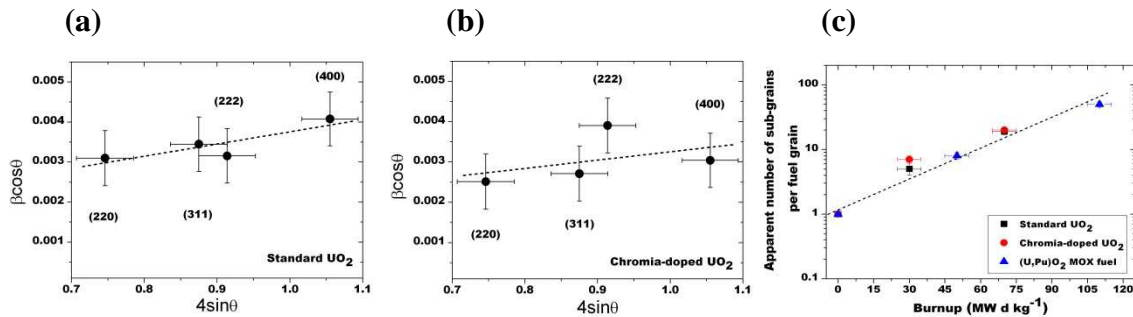 (a)
0.005
0.004
0.003
0.002
0.001
βcosθ
(400)
(222)
(220)
(311)
Standard UO₂
0.7 0.8 0.9 1.0 1.1
4sinθ
(b)
0.005
0.004
0.003
0.002
0.001
βcosθ
(222)
(400)
(311)
(220)
Chromia-doped UO₂
0.7 0.8 0.9 1.0 1.1
4sinθ
(c)
100
10
1
0.1
Apparent number of sub-grains
per fuel grain
Standard UO₂
Chromia-doped UO₂
(U,Pu)O₂ MOX fuel
0 15 30 45 60 75 90 105 120
Burnup (MW d kg⁻¹)